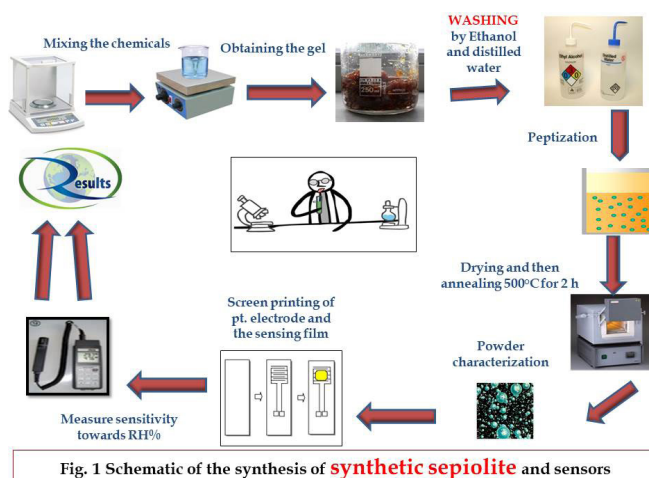 Mixing the chemicals
Obtaining the gel
WASHING
by Ethanol
and distilled
water
250
Peptization
Results
Drying and then
annealing 500°C for 2 h
Screen printing of
pt. electrode and
the sensing film
Powder
characterization
Measure sensitivity
towards RH%
Fig. 1 Schematic of the synthesis of synthetic sepiolite and sensors